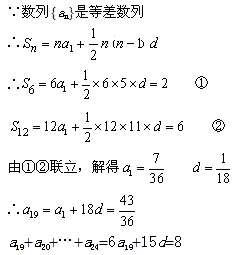 ∵数列{aₙ}是等差数列
∴Sₙ = na₁ + 1/2 n(n-1)d
∴S₆ = 6a₁ + 1/2 ×6×5×d = 2 ①
S₁₂ = 12a₁ + 1/2 ×12×11×d = 6 ②
由①②联立，解得 a₁ = 7/36 d = 1/18
∴a₁₉ = a₁ + 18d = 43/36
a₁₉+a₂₀+…+a₂₄=6a₁₉+15d=8